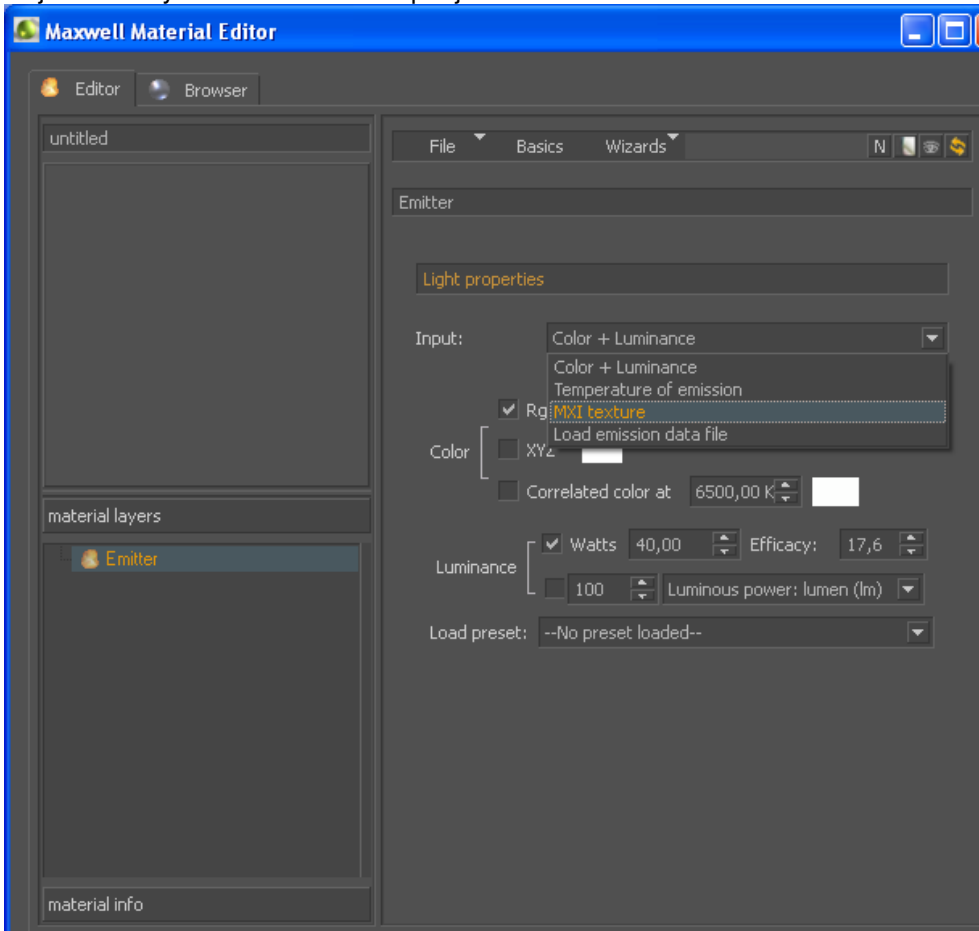 Maxwell Material Editor
Editor Browser
untitled
File Basics Wizards N
Emitter
Light properties
Input: Color + Luminance
Color + Luminance
Temperature of emission
MXI texture
Load emission data file
Color
XYZ
Correlated color at 6500,00 K
material layers
Emitter
Luminance
Watts 40,00 Efficacy: 17,6
100 Luminous power: lumen (lm)
Load preset: --No preset loaded--
material info